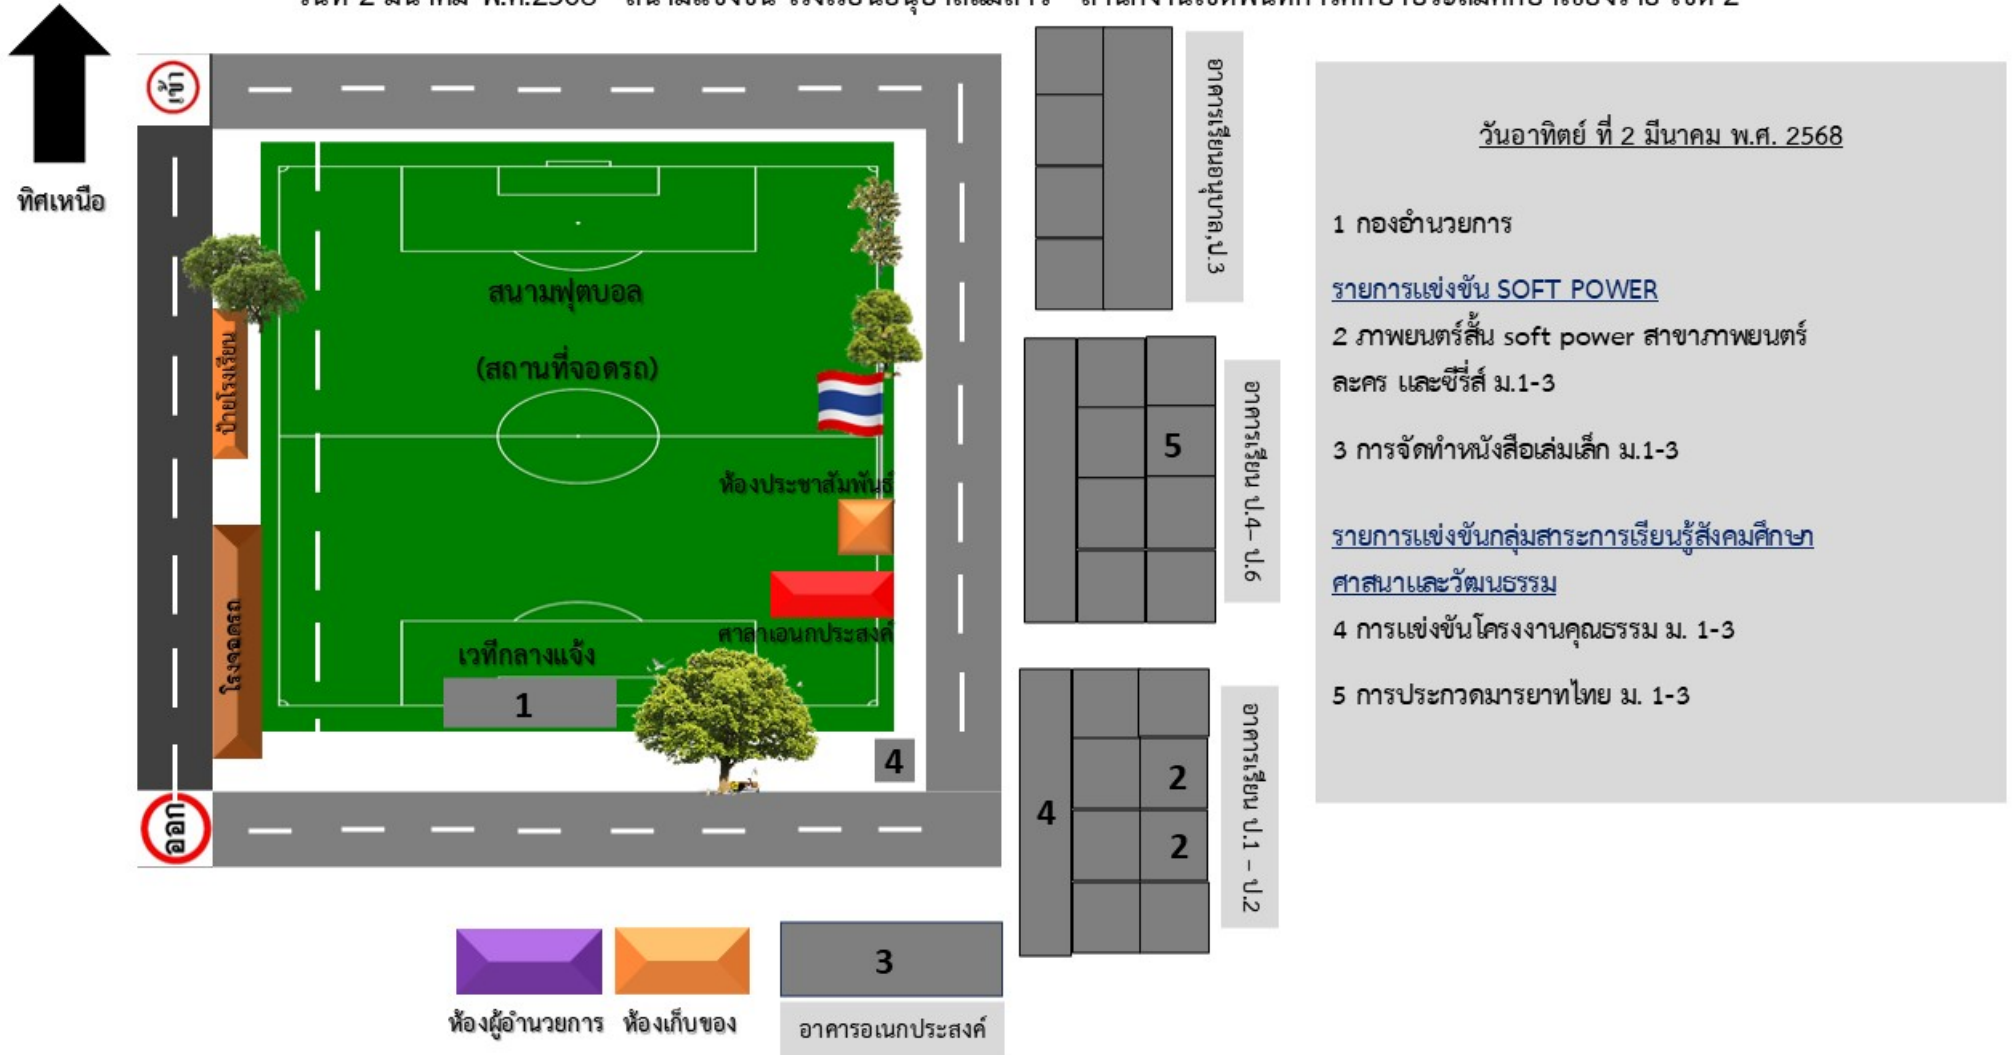 เข้า
ทิศเหนือ
สนามฟุตบอล
(สถานที่จอดรถ)
ป้ายโรงเรียน
ห้องประชาสัมพันธ์
ศาลาเอนกประสงค์
โรงจอดรถ
เวทีกลางแจ้ง
1
4
ออก
อาคารเรียนอนุบาล,ป.3
5
อาคารเรียน ป.4– ป.6
2
4
2
อาคารเรียน ป.1 – ป.2
3
ห้องผู้อำนวยการ
ห้องเก็บของ
อาคารอเนกประสงค์
วันอาทิตย์ ที่ 2 มีนาคม พ.ศ. 2568
1 กองอำนวยการ
รายการแข่งขัน SOFT POWER
2 ภาพยนตร์สั้น soft power สาขาภาพยนตร์
ละคร และซีรี่ส์ ม.1-3
3 การจัดทำหนังสือเล่มเล็ก ม.1-3
รายการแข่งขันกลุ่มสาระการเรียนรู้สังคมศึกษา
ศาสนาและวัฒนธรรม
4 การแข่งขันโครงงานคุณธรรม ม. 1-3
5 การประกวดมารยาทไทย ม. 1-3